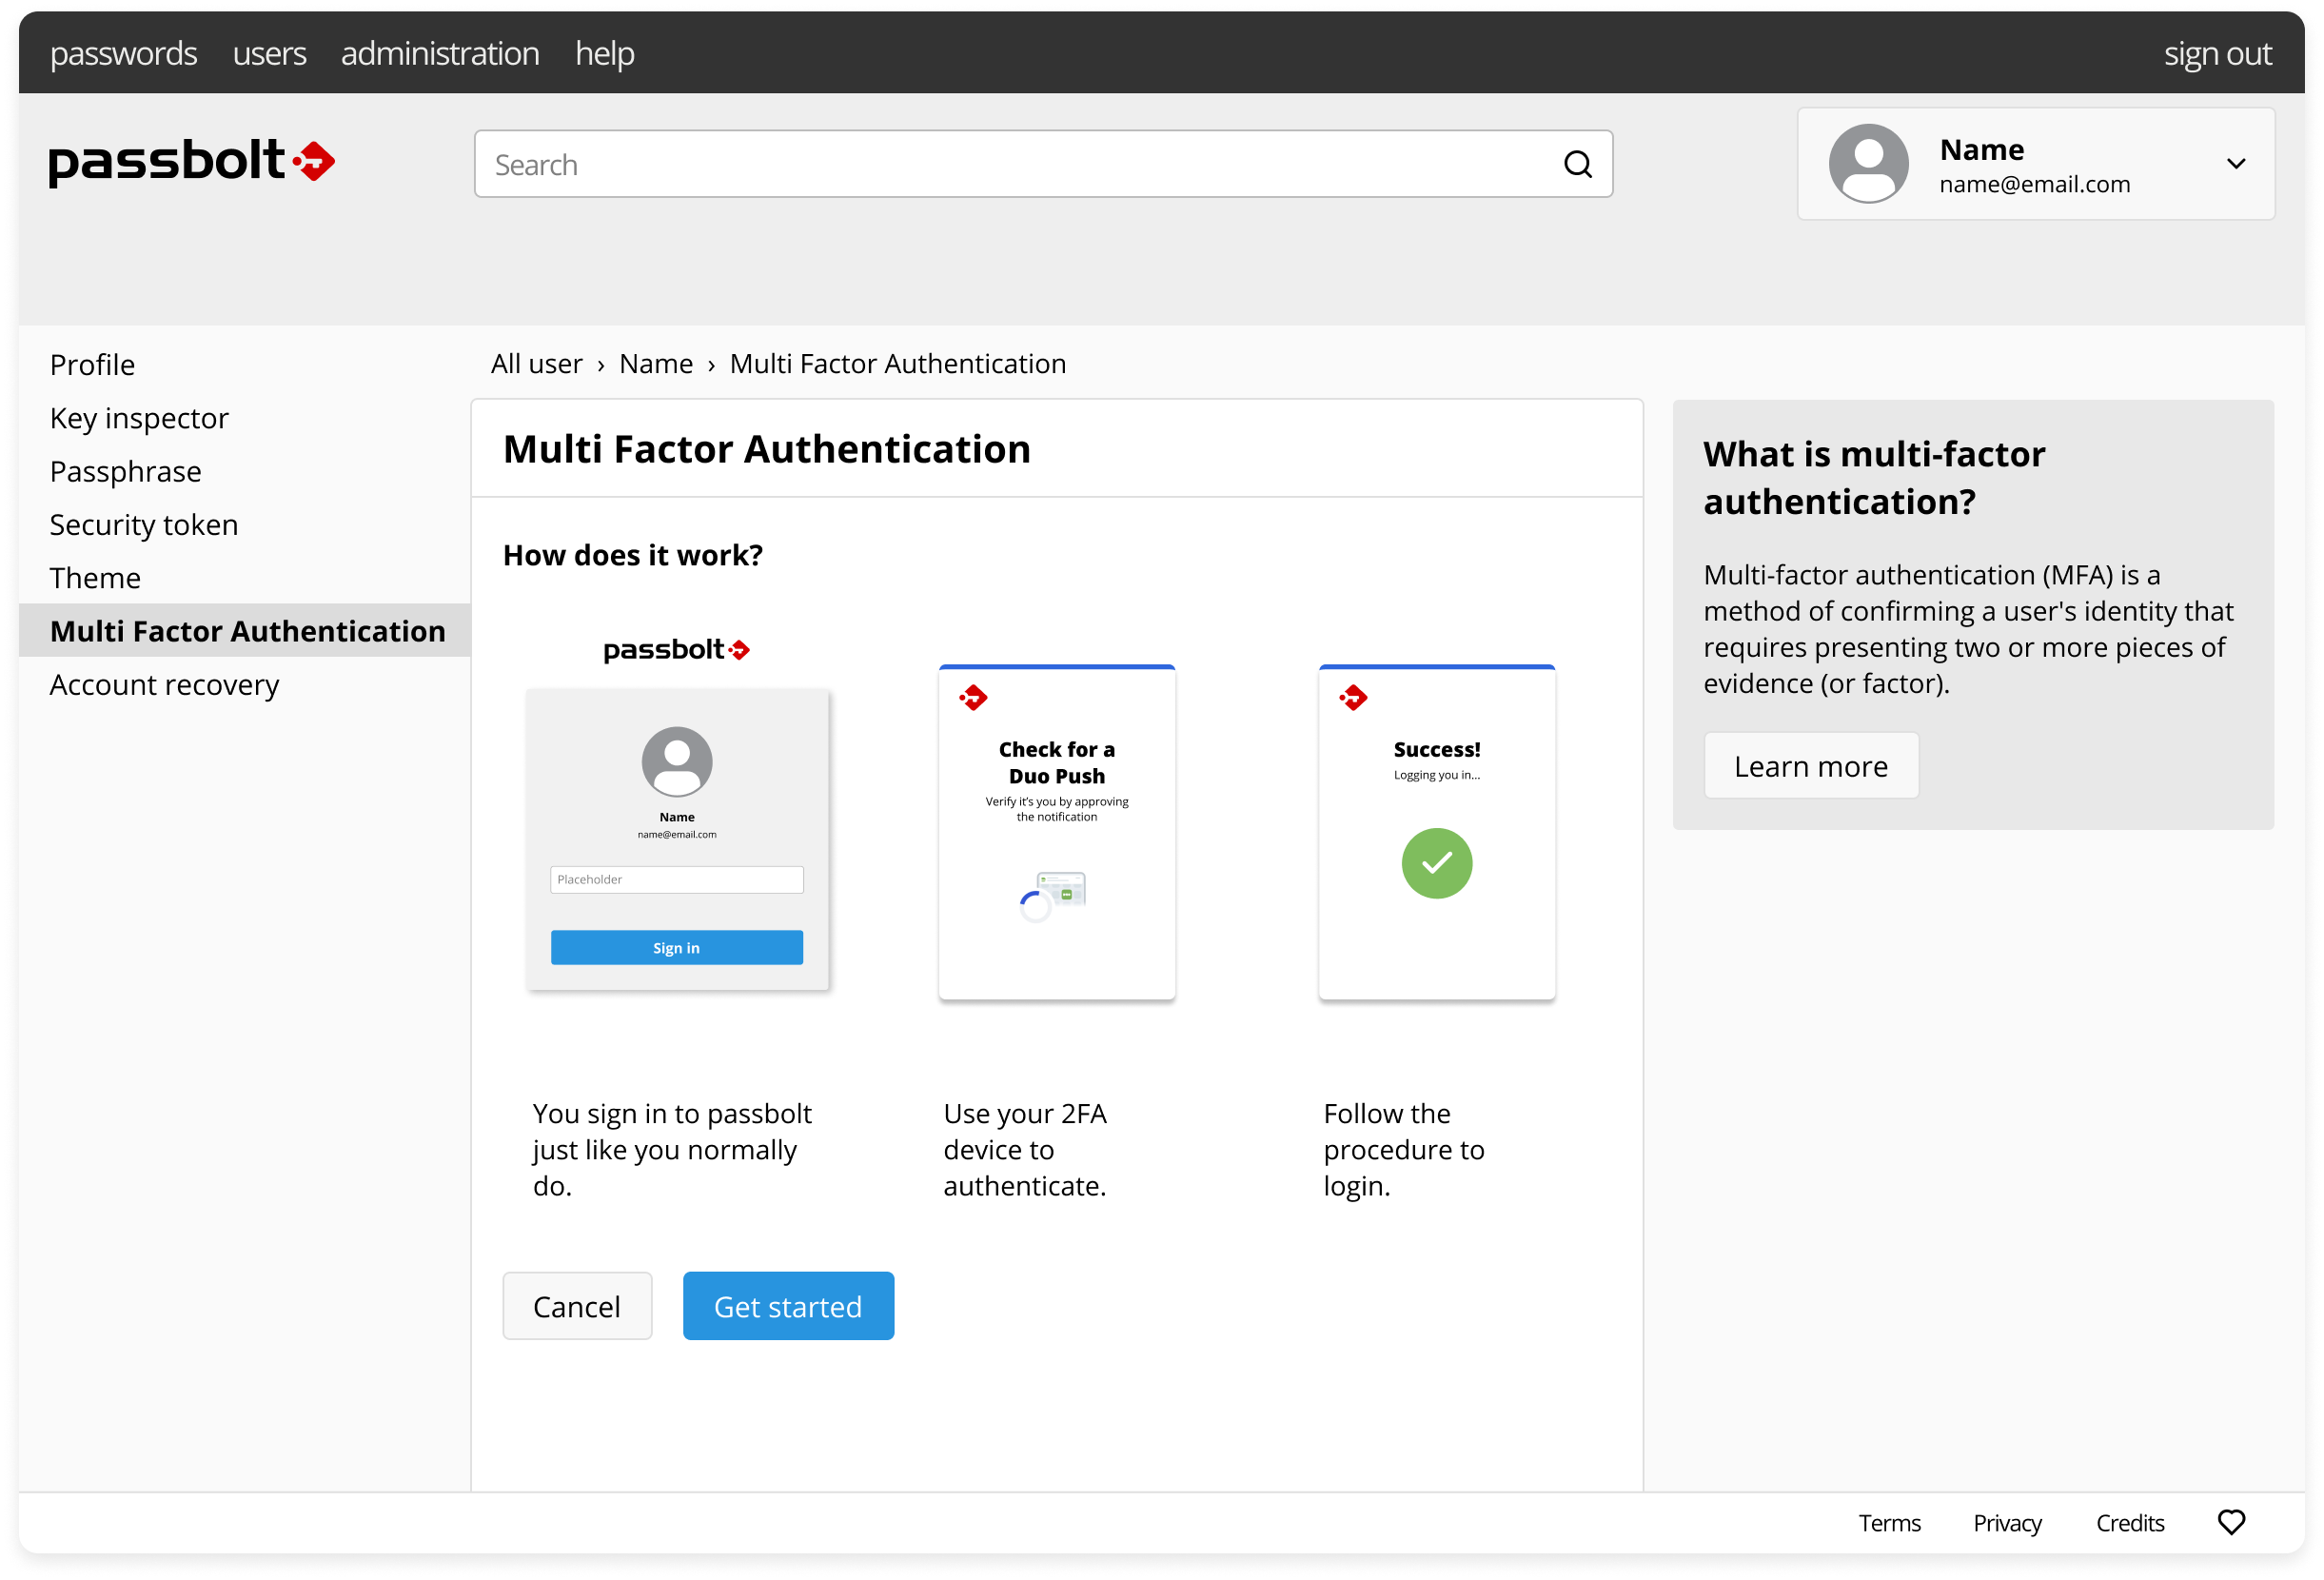 passwords users administration help sign out
passbolt
Search
Name
name@email.com
Profile
Key inspector
Passphrase
Security token
Theme
Multi Factor Authentication
Account recovery
All user › Name › Multi Factor Authentication
Multi Factor Authentication
How does it work?
passbolt
Name
name@email.com
Placeholder
Sign in
You sign in to passbolt
just like you normally
do.
Check for a
Duo Push
Verify it's you by approving
the notification
Use your 2FA
device to
authenticate.
Success!
Logging you in...
Follow the
procedure to
login.
Cancel
Get started
What is multi-factor
authentication?
Multi-factor authentication (MFA) is a
method of confirming a user's identity that
requires presenting two or more pieces of
evidence (or factor).
Learn more
Terms Privacy Credits